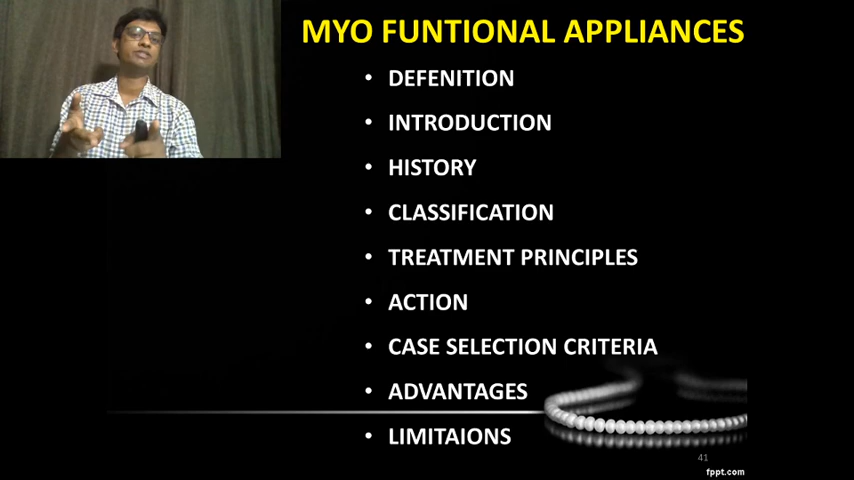 MYO FUNTIONAL APPLIANCES
• DEFENITION
• INTRODUCTION
• HISTORY
• CLASSIFICATION
• TREATMENT PRINCIPLES
• ACTION
• CASE SELECTION CRITERIA
• ADVANTAGES
• LIMITAIONS
41
fppt.com